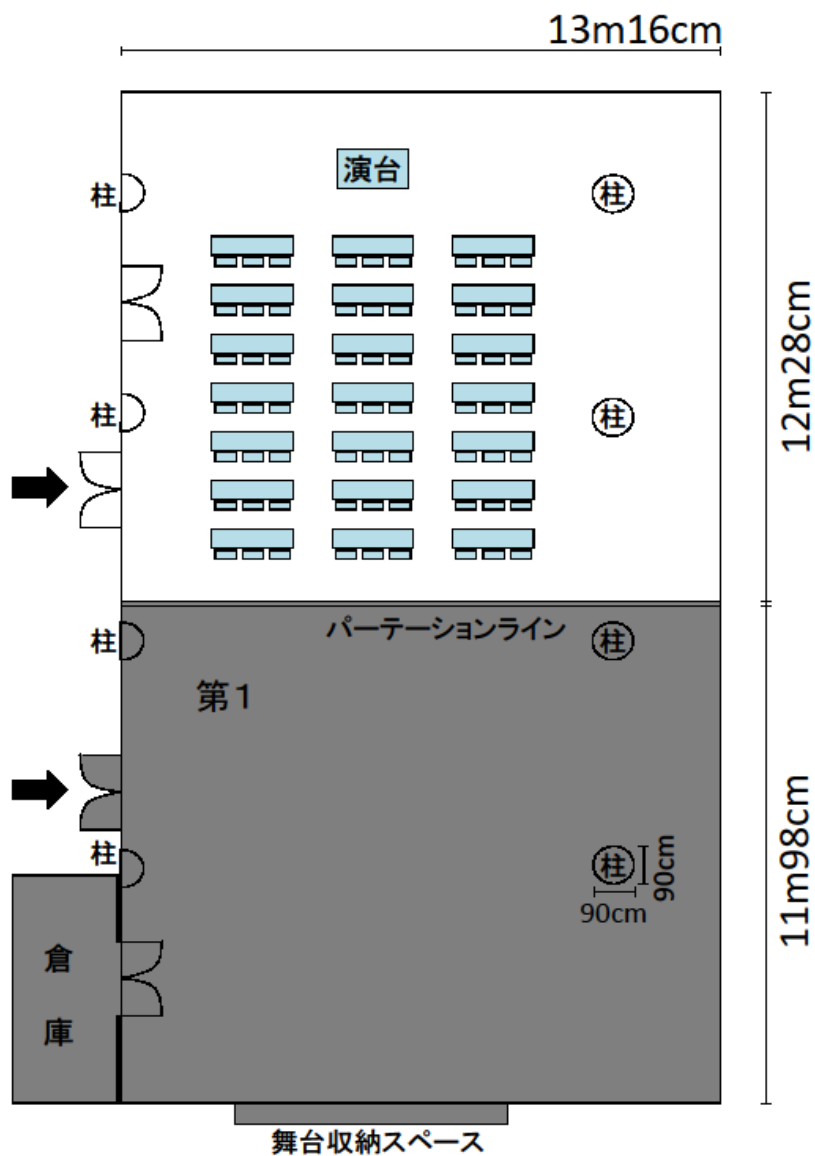 13m16cm
演台
柱
柱
12m28cm
柱
柱
パーテーションライン
柱
柱
第1
11m98cm
柱
柱
90cm
90cm
倉
庫
舞台収納スペース